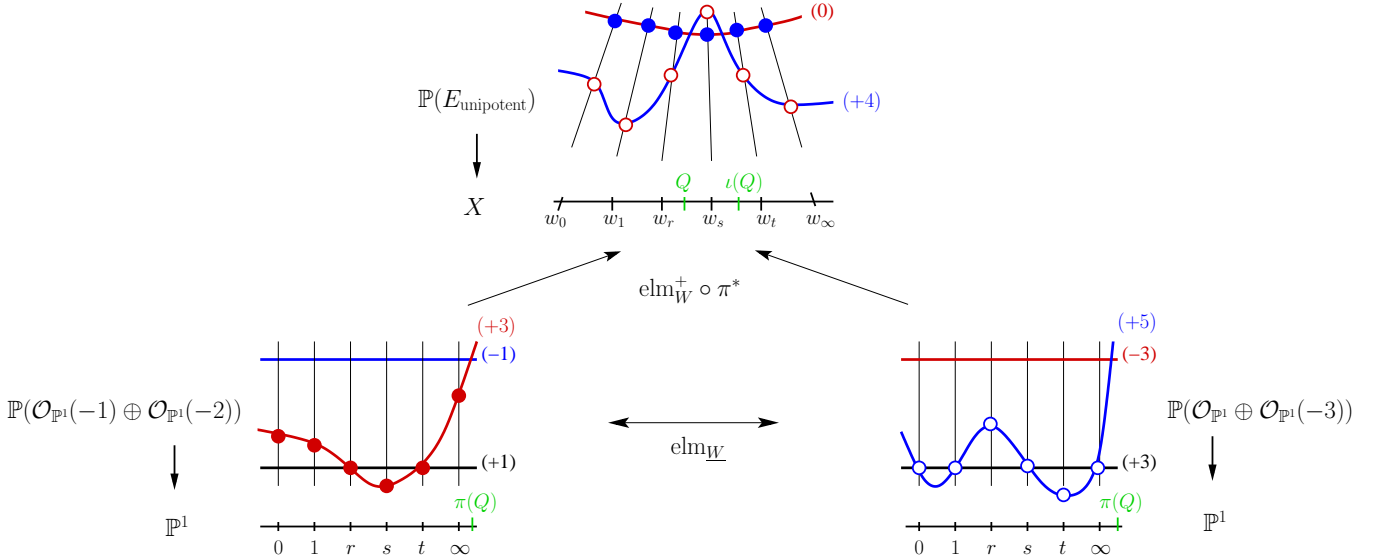 (0)
ℙ(E_unipotent)
(+4)
Q ι(Q)
X
w_0 w_1 w_r w_s w_t w_∞
elm_W^+ ∘ π*
(+3)
(−1)
(+5)
(−3)
ℙ(𝒪_ℙ¹(−1) ⊕ 𝒪_ℙ¹(−2))
ℙ(𝒪_ℙ¹ ⊕ 𝒪_ℙ¹(−3))
elm_W̲
(+1)
(+3)
π(Q)
π(Q)
ℙ¹
ℙ¹
0 1 r s t ∞
0 1 r s t ∞